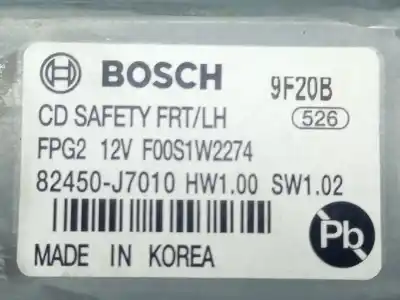 BOSCH 9F20B
CD SAFETY FRT/LH 526
FPG2 12V F00S1W2274
82450-J7010 HW1.00 SW1.02
MADE IN KOREA Pb